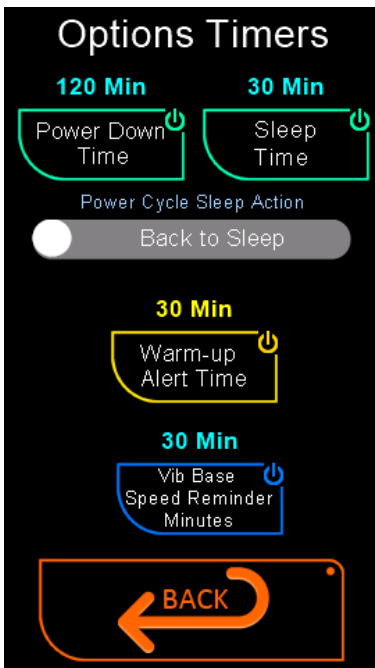 Options Timers
120 Min
30 Min
Power Down
Time
Sleep
Time
Power Cycle Sleep Action
Back to Sleep
30 Min
Warm-up
Alert Time
30 Min
Vib Base
Speed Reminder
Minutes
BACK